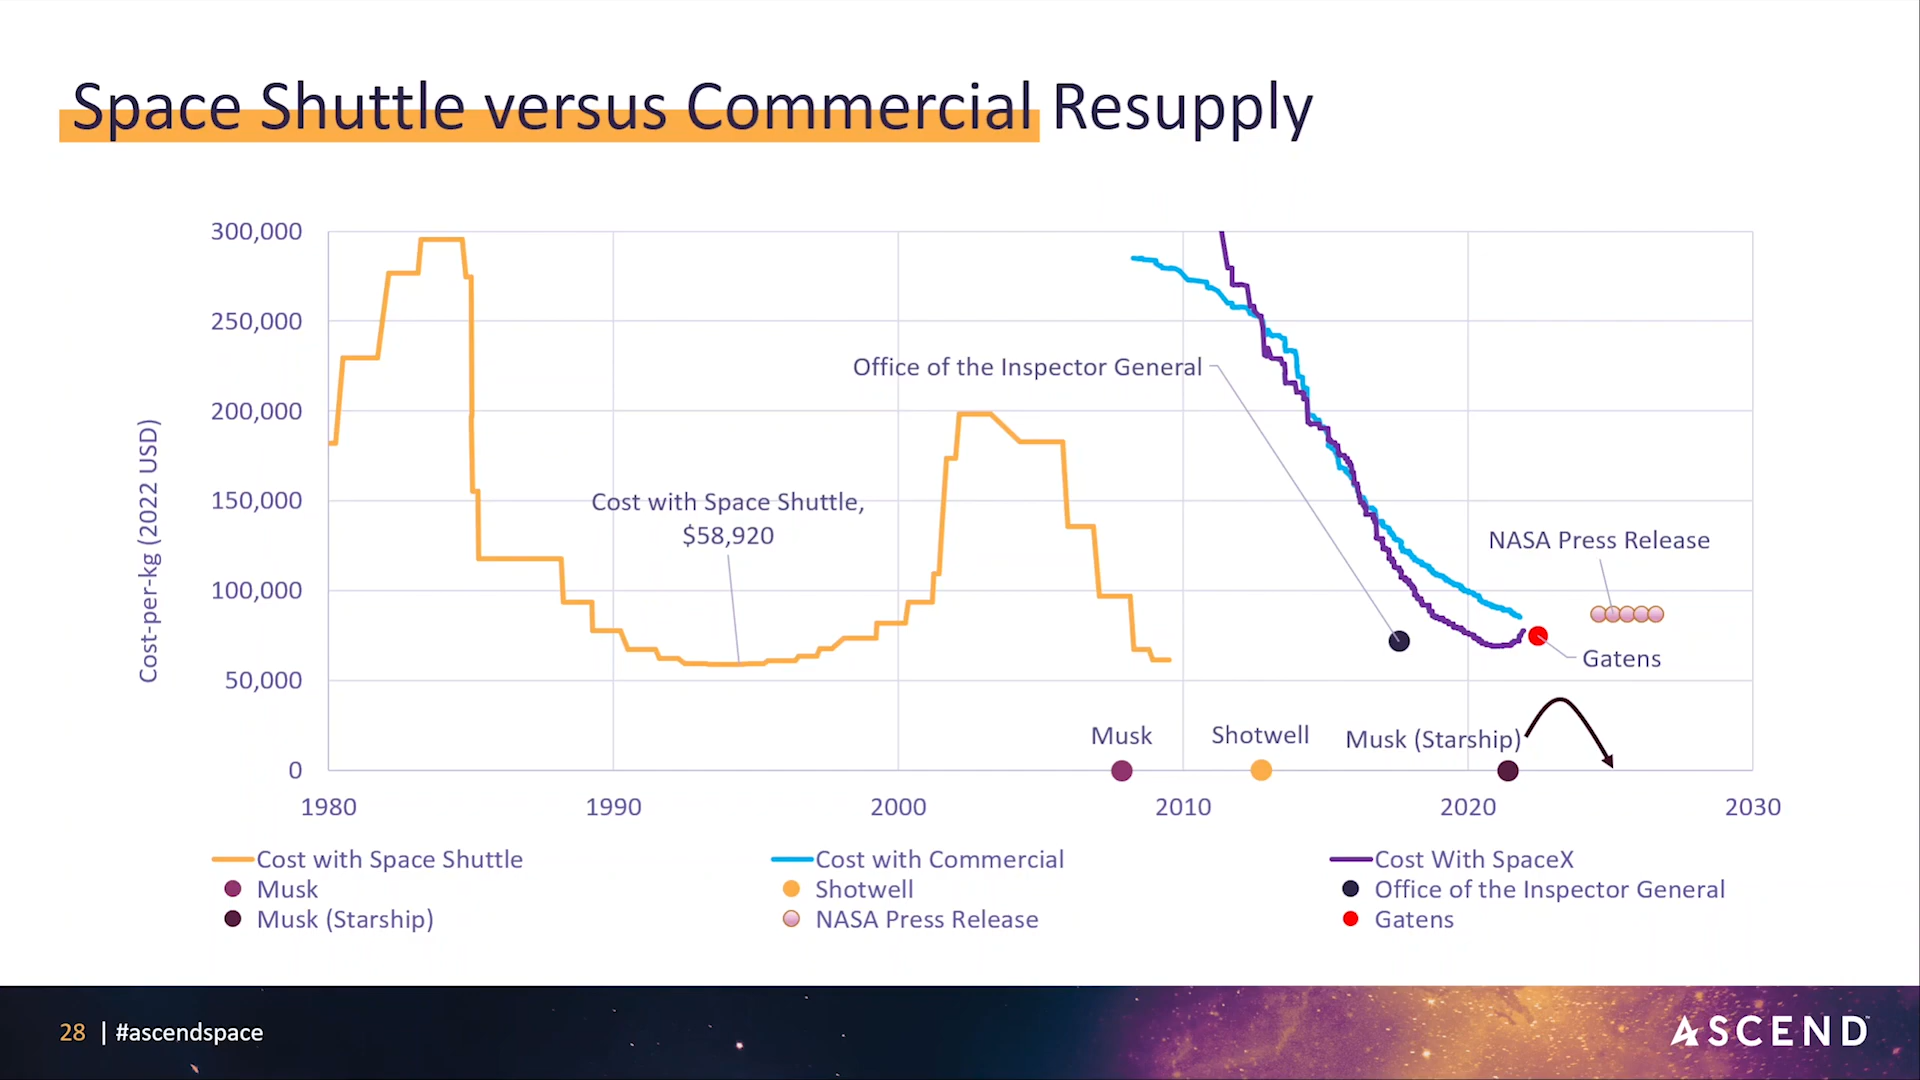 Space Shuttle versus Commercial Resupply
300,000
250,000
200,000
150,000
100,000
50,000
0
Cost-per-kg (2022 USD)
Office of the Inspector General
Cost with Space Shuttle,
$58,920
NASA Press Release
Gatens
Musk
Shotwell
Musk (Starship)
1980
1990
2000
2010
2020
2030
Cost with Space Shuttle
Cost with Commercial
Cost With SpaceX
Musk
Shotwell
Office of the Inspector General
Musk (Starship)
NASA Press Release
Gatens
28 | #ascendspace
ASCEND